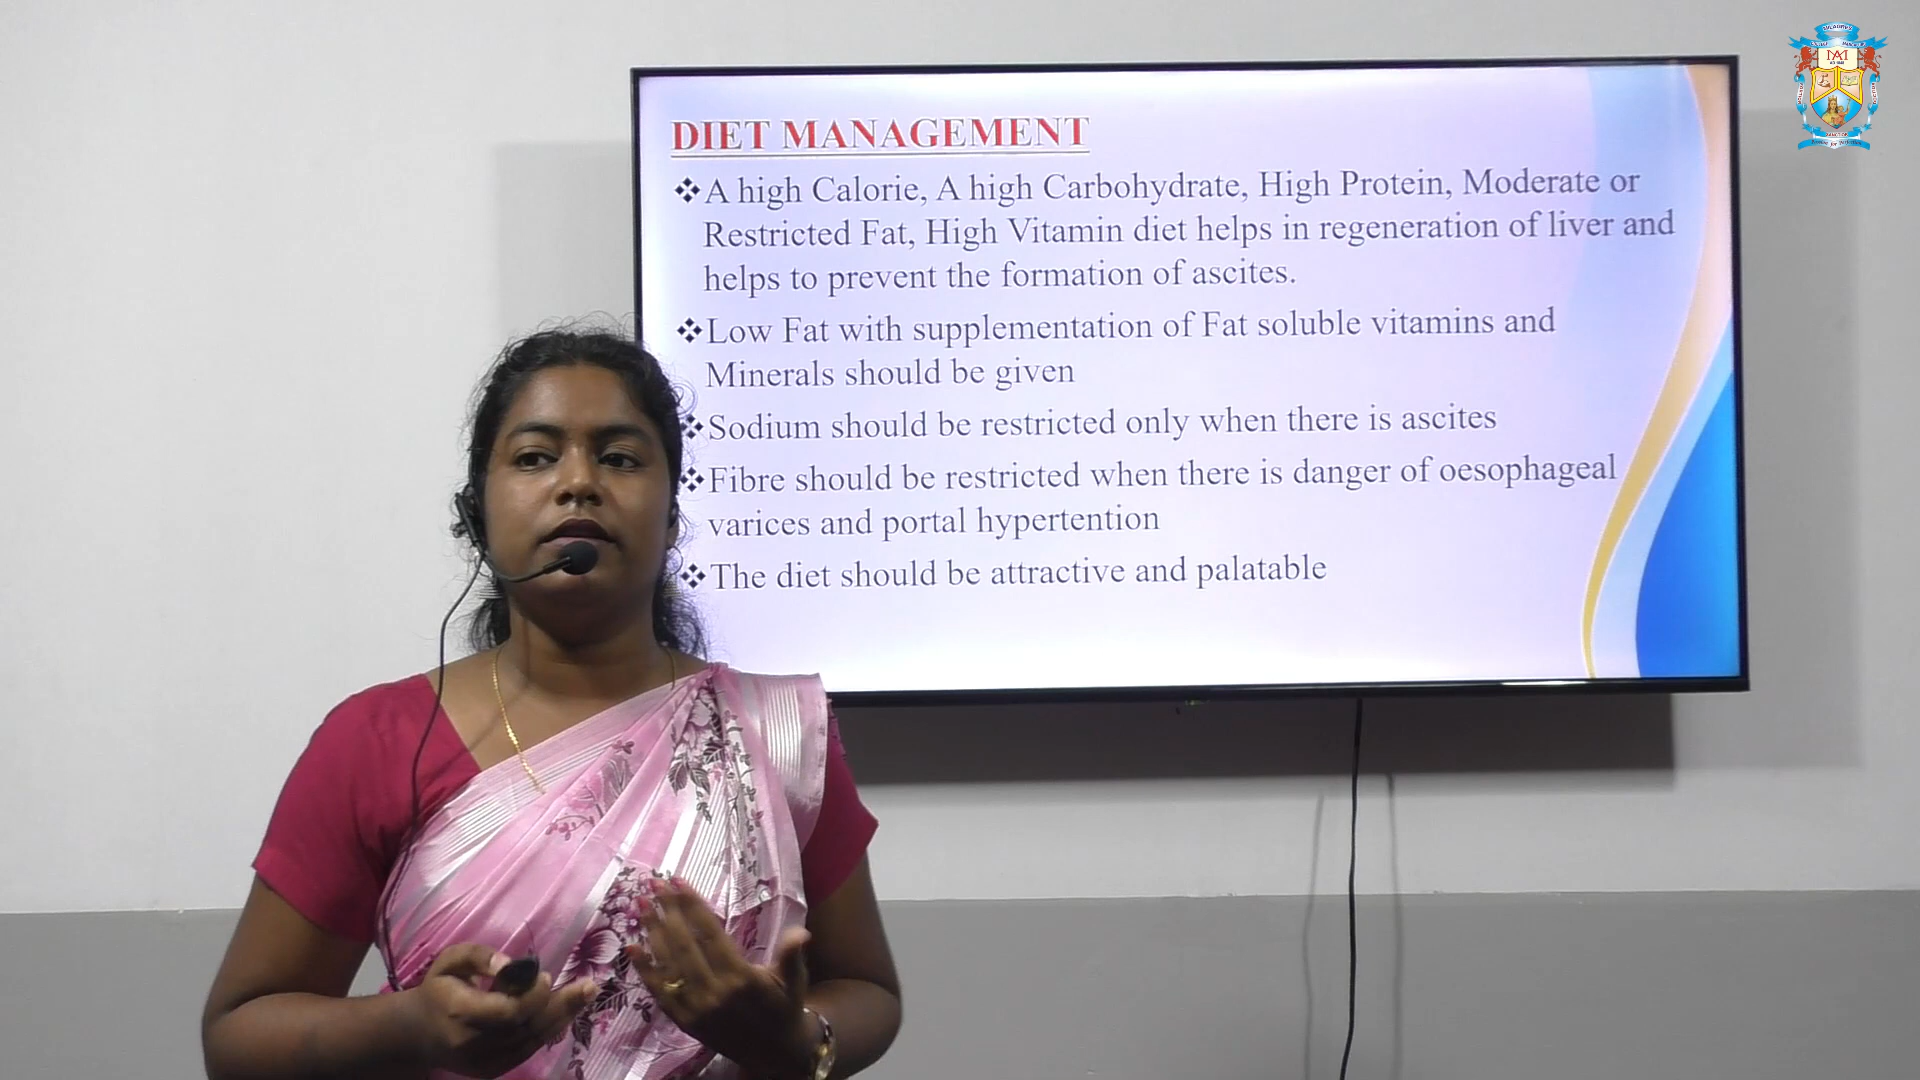 DIET MANAGEMENT
❖A high Calorie, A high Carbohydrate, High Protein, Moderate or
Restricted Fat, High Vitamin diet helps in regeneration of liver and
helps to prevent the formation of ascites.
❖Low Fat with supplementation of Fat soluble vitamins and
Minerals should be given
❖Sodium should be restricted only when there is ascites
❖Fibre should be restricted when there is danger of oesophageal
varices and portal hypertention
❖The diet should be attractive and palatable